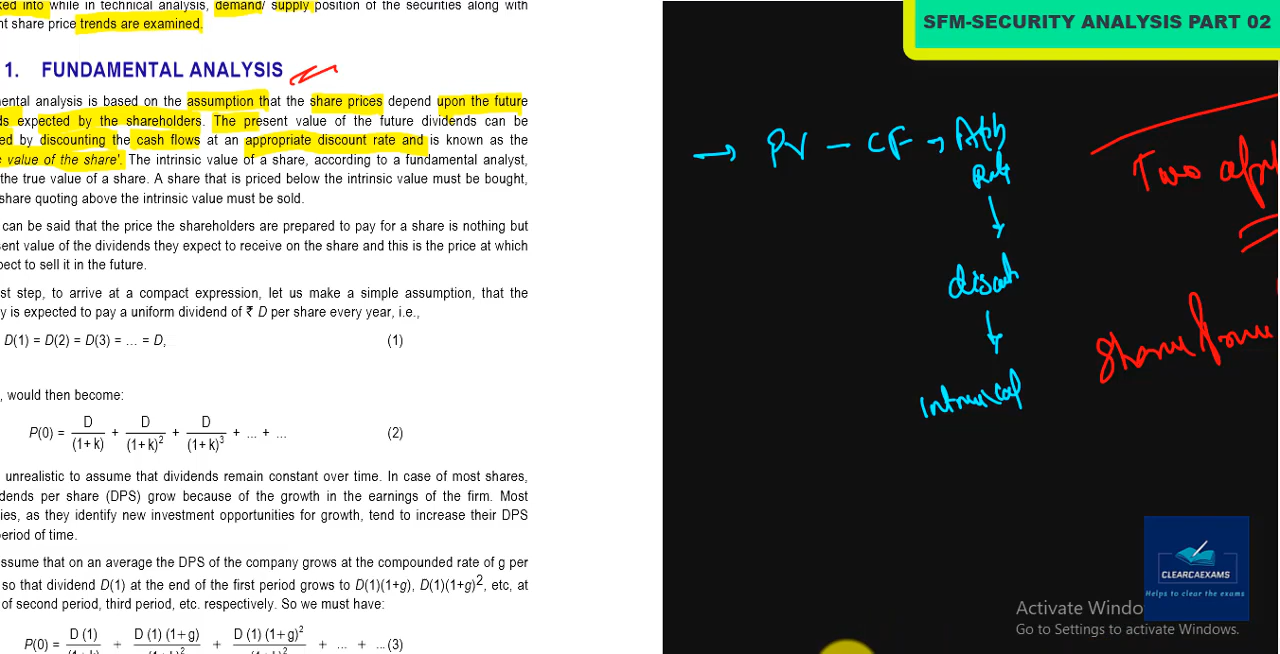 ked into while in technical analysis, demand/ supply position of the securities along with
nt share price trends are examined.
1. FUNDAMENTAL ANALYSIS
ental analysis is based on the assumption that the share prices depend upon the future
ds expected by the shareholders. The present value of the future dividends can be
ed by discounting the cash flows at an appropriate discount rate and is known as the
value of the share'. The intrinsic value of a share, according to a fundamental analyst,
the true value of a share. A share that is priced below the intrinsic value must be bought,
share quoting above the intrinsic value must be sold.
can be said that the price the shareholders are prepared to pay for a share is nothing but
sent value of the dividends they expect to receive on the share and this is the price at which
pect to sell it in the future.
st step, to arrive at a compact expression, let us make a simple assumption, that the
y is expected to pay a uniform dividend of ₹ D per share every year, i.e.,
D(1) = D(2) = D(3) = ... = D, (1)
, would then become:
P(0) = D/(1+k) + D/(1+k)² + D/(1+k)³ + ... + ... (2)
unrealistic to assume that dividends remain constant over time. In case of most shares,
dends per share (DPS) grow because of the growth in the earnings of the firm. Most
ies, as they identify new investment opportunities for growth, tend to increase their DPS
period of time.
ssume that on an average the DPS of the company grows at the compounded rate of g per
so that dividend D(1) at the end of the first period grows to D(1)(1+g), D(1)(1+g)², etc, at
of second period, third period, etc. respectively. So we must have:
P(0) = D (1)/(1+k) + D (1) (1+g)/(1+k)² + D (1) (1+g)²/ + ... + ... (3)
SFM-SECURITY ANALYSIS PART 02
→ PV – CF →
Rate
Two
CLEARCAEXAMS
Helps to clear the exams
Activate Windo
Go to Settings to activate Windows.